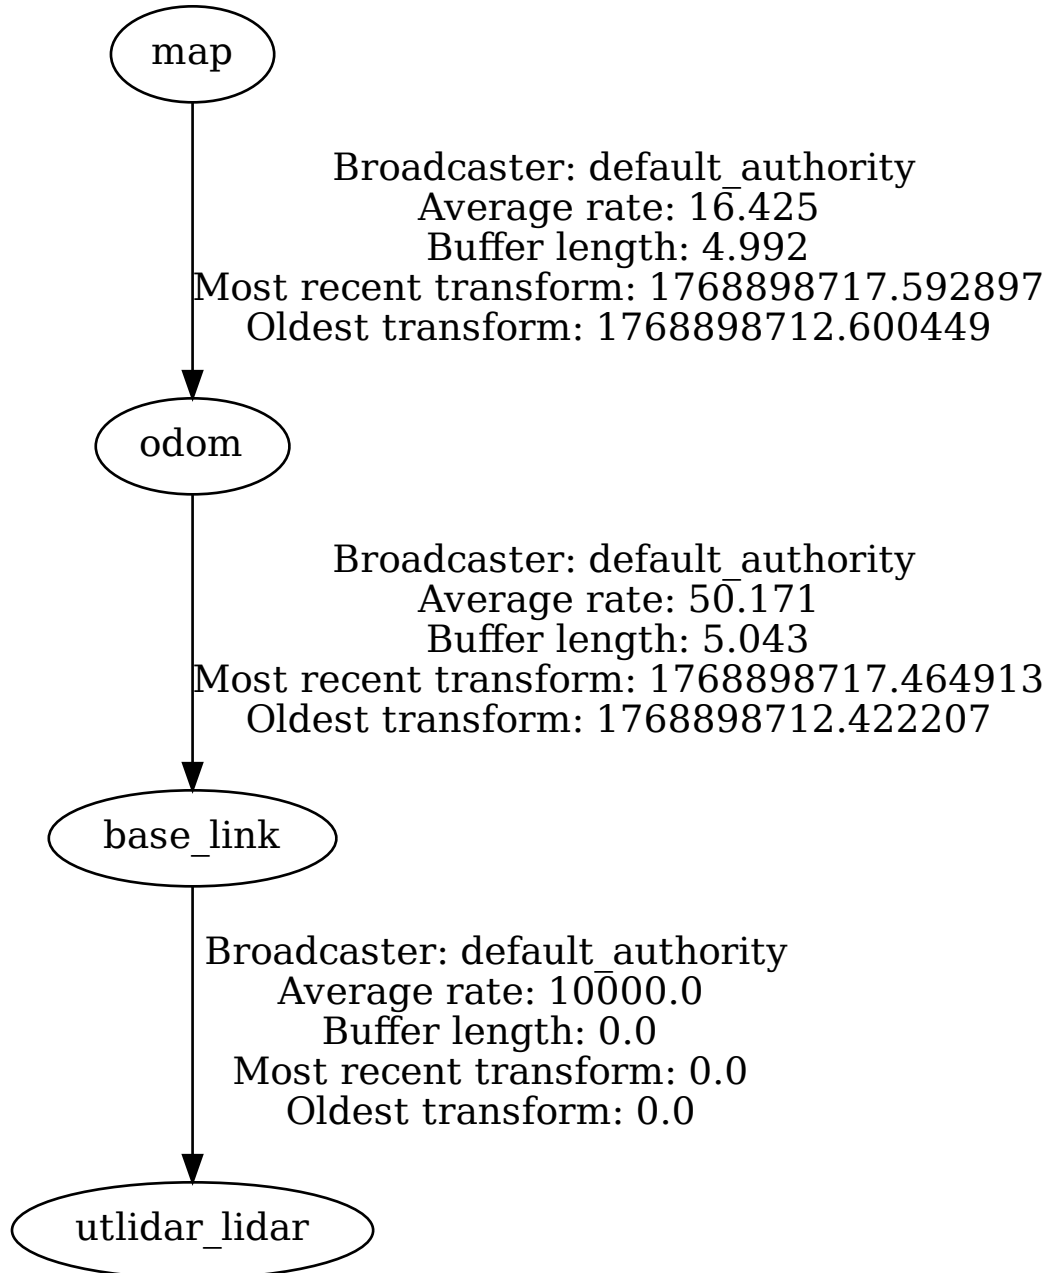 map
Broadcaster: default_authority
Average rate: 16.425
Buffer length: 4.992
Most recent transform: 1768898717.592897
Oldest transform: 1768898712.600449
odom
Broadcaster: default_authority
Average rate: 50.171
Buffer length: 5.043
Most recent transform: 1768898717.464913
Oldest transform: 1768898712.422207
base_link
Broadcaster: default_authority
Average rate: 10000.0
Buffer length: 0.0
Most recent transform: 0.0
Oldest transform: 0.0
utlidar_lidar